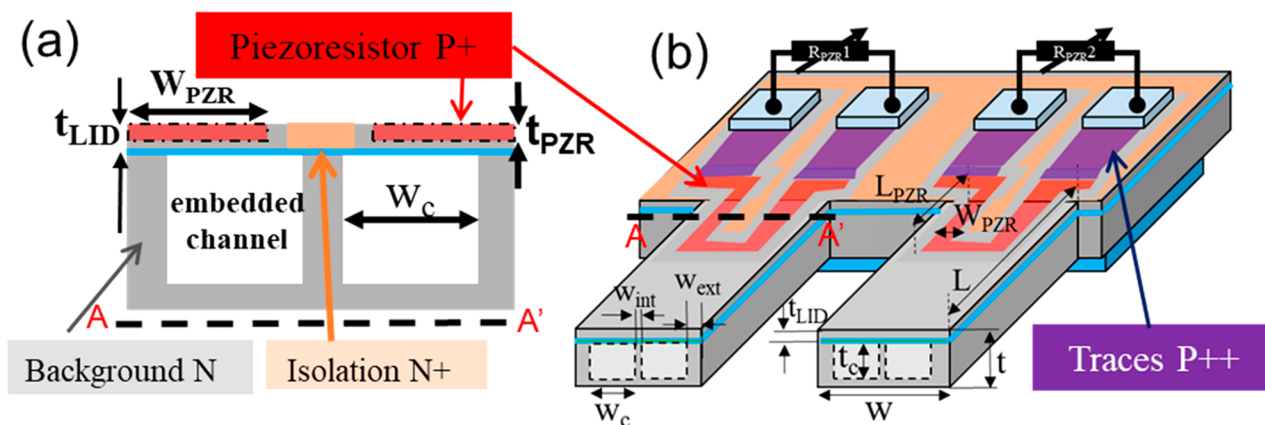 (a)
Piezoresistor P+
(b)
R_PZR1
R_PZR2
W_PZR
t_LID
t_PZR
embedded
channel
W_C
A
A'
Background N
Isolation N+
L_PZR
W_PZR
A
A'
L
w_int
w_ext
t_LID
t_c
t
w_c
W
Traces P++